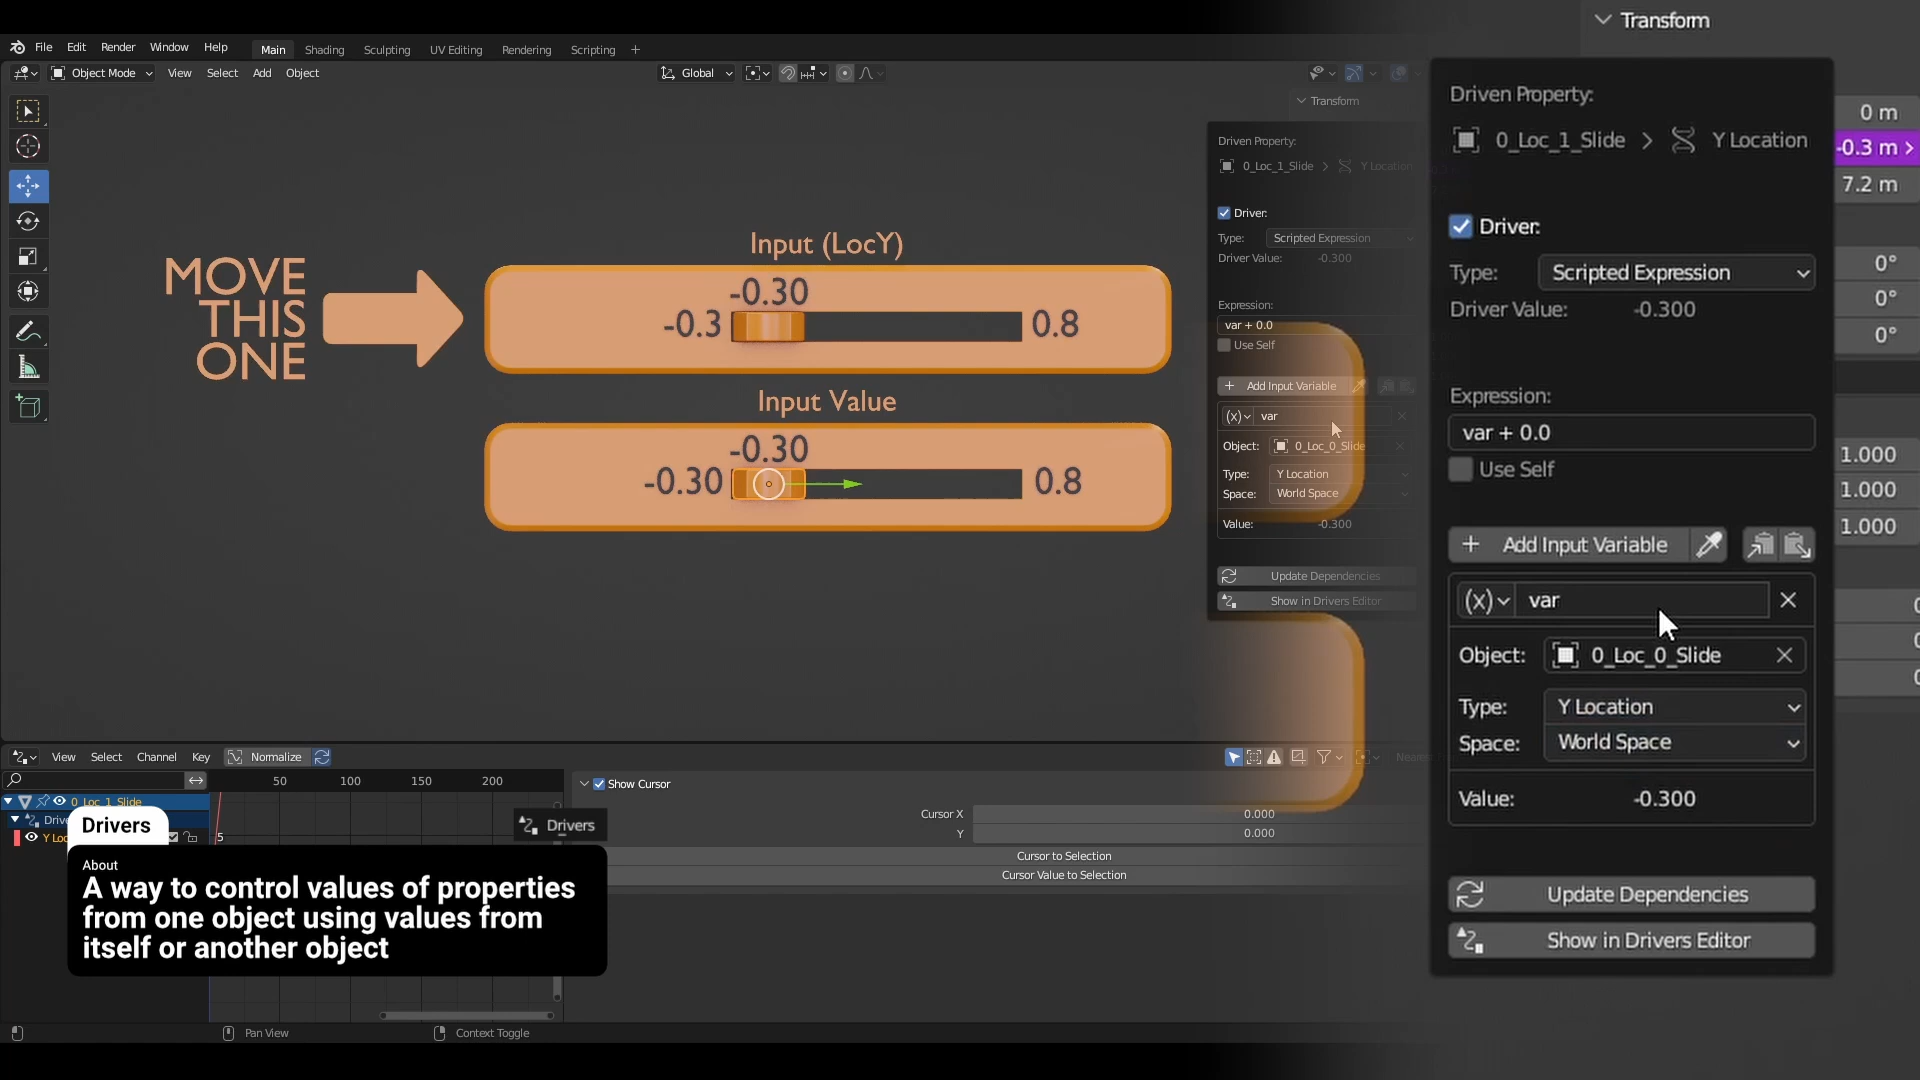 File Edit Render Window Help Main Shading Sculpting UV Editing Rendering Scripting +
Object Mode View Select Add Object Global
Transform
Driven Property:
0_Loc_1_Slide > Y Location
Driver:
Type: Scripted Expression
Driver Value: -0.300
Expression:
var + 0.0
Use Self
+ Add Input Variable
(x) var
Object: 0_Loc_0_Slide
Type: Y Location
Space: World Space
Value: -0.300
Update Dependencies
Show in Drivers Editor
MOVE
THIS
ONE
Input (LocY)
-0.30
-0.3 0.8
Input Value
-0.30
-0.30 0.8
Transform
Driven Property:
0_Loc_1_Slide > Y Location
Driver:
Type: Scripted Expression
Driver Value: -0.300
Expression:
var + 0.0
Use Self
+ Add Input Variable
(x) var
Object: 0_Loc_0_Slide
Type: Y Location
Space: World Space
Value: -0.300
Update Dependencies
Show in Drivers Editor
0 m
-0.3 m >
7.2 m
0°
0°
0°
1.000
1.000
1.000
View Select Channel Key Normalize
50 100 150 200
0_Loc_1_Slide
5
Drivers
Show Cursor
Cursor X 0.000
Y 0.000
Cursor to Selection
Cursor Value to Selection
Drivers
About
A way to control values of properties
from one object using values from
itself or another object
Pan View Context Toggle